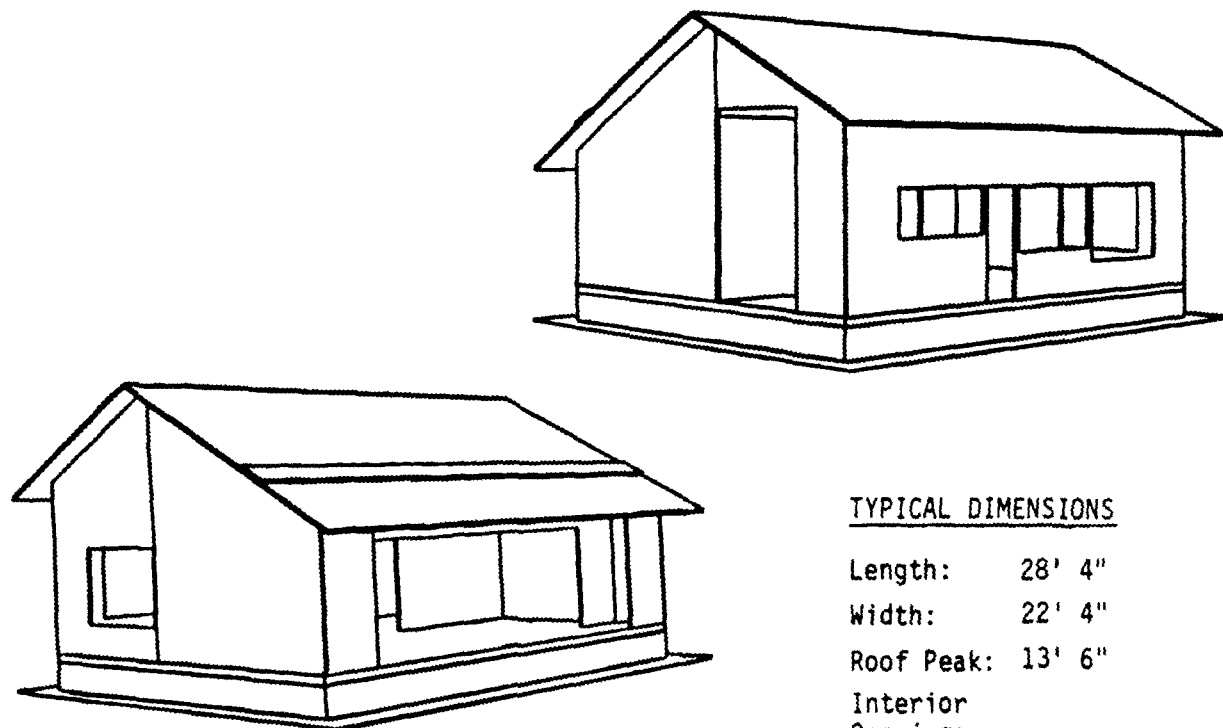 TYPICAL DIMENSIONS
Length: 28' 4"
Width: 22' 4"
Roof Peak: 13' 6"
Interior